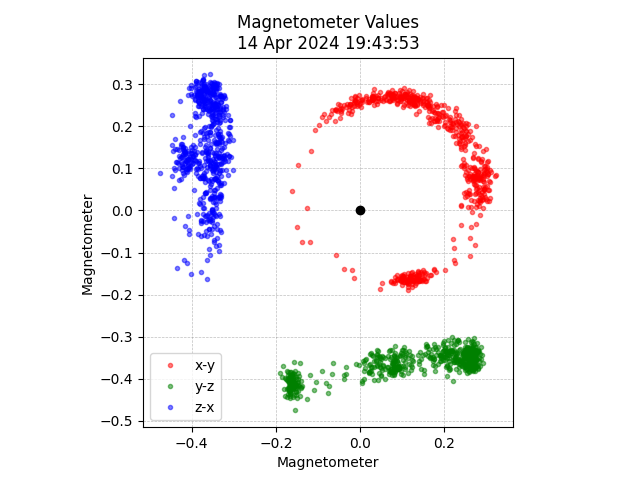 Magnetometer Values
14 Apr 2024 19:43:53
Magnetometer
0.3
0.2
0.1
0.0
−0.1
−0.2
−0.3
−0.4
−0.5
x-y
y-z
z-x
−0.4
−0.2
0.0
0.2
Magnetometer